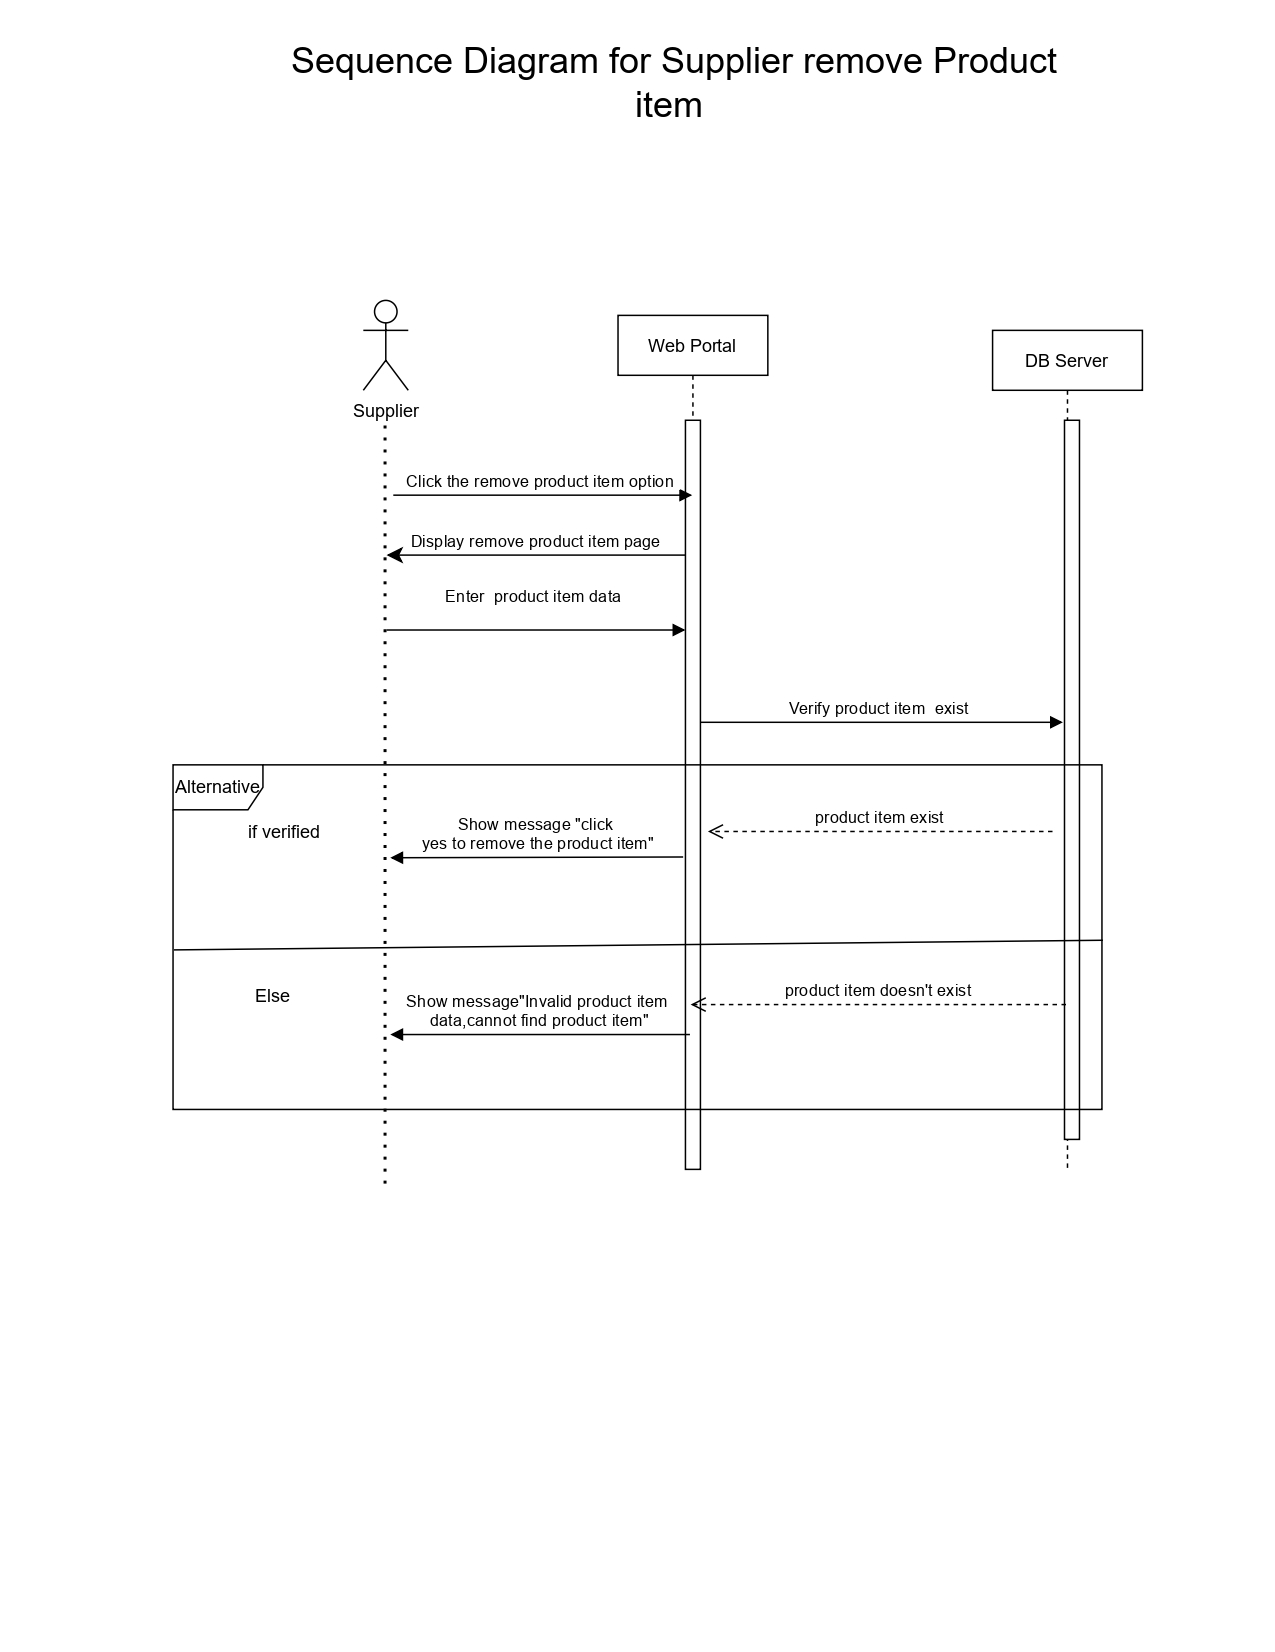 Sequence Diagram for Supplier remove Product
item
Web Portal
DB Server
Supplier
Click the remove product item option
Display remove product item page
Enter  product item data
Verify product item  exist
Alternative
if verified
Show message "click
yes to remove the product item"
product item exist
Else
Show message"Invalid product item
data,cannot find product item"
product item doesn't exist